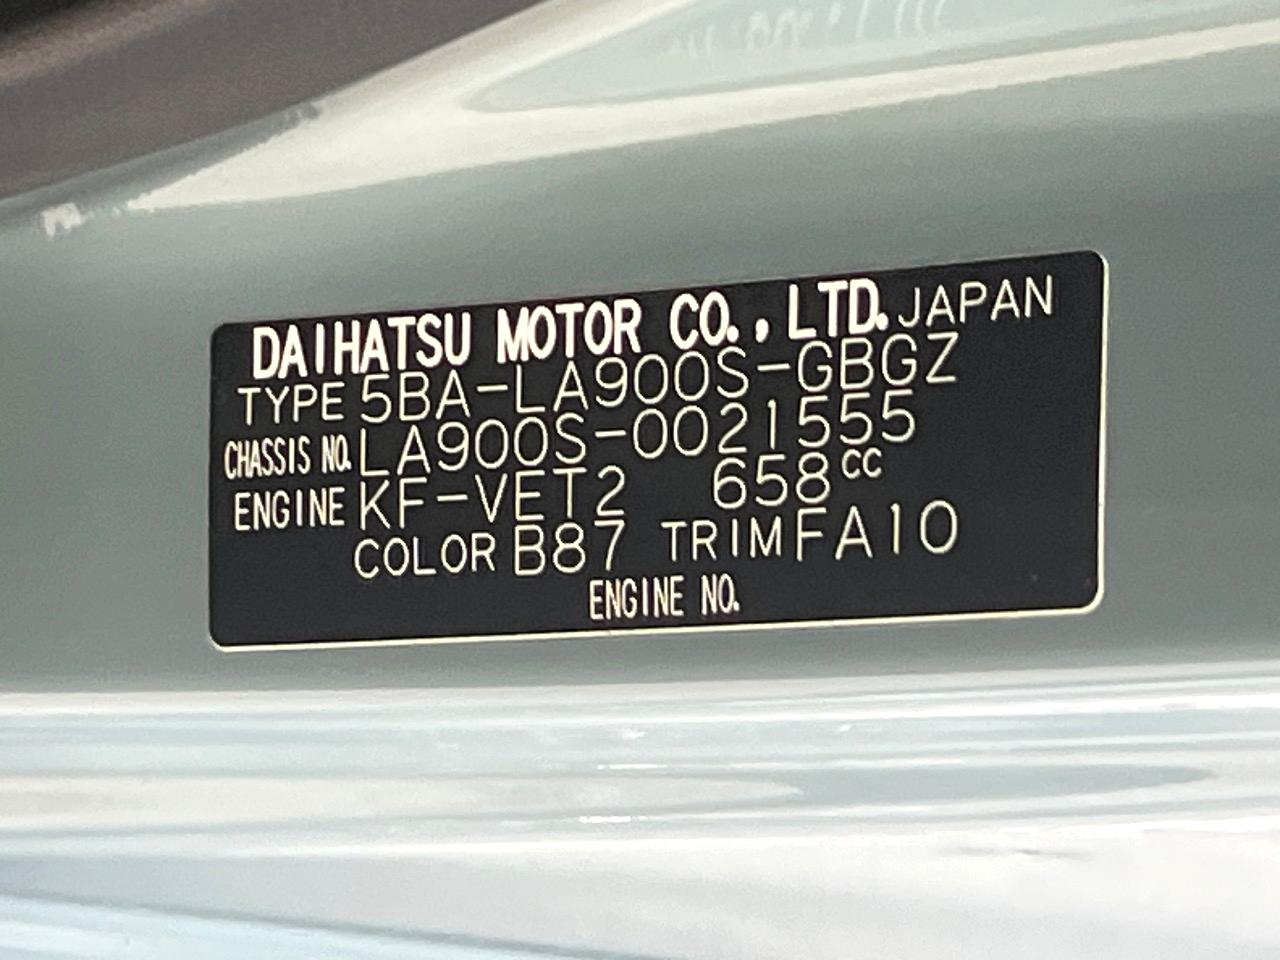 DAIHATSU MOTOR CO., LTD. JAPAN
TYPE 5BA-LA900S-GBGZ
CHASSIS NO. LA900S-0021555
ENGINE KF-VET2 658cc
COLOR B87 TRIM FA10
ENGINE NO.